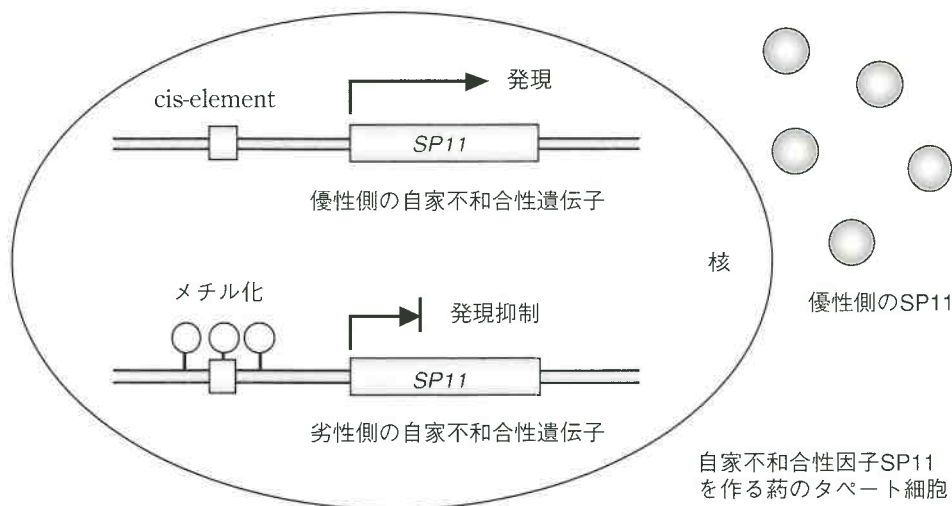 cis-element
発現
SP11
優性側の自家不和合性遺伝子
核
優性側のSP11
メチル化
発現抑制
SP11
劣性側の自家不和合性遺伝子
自家不和合性因子SP11
を作る葯のタペート細胞